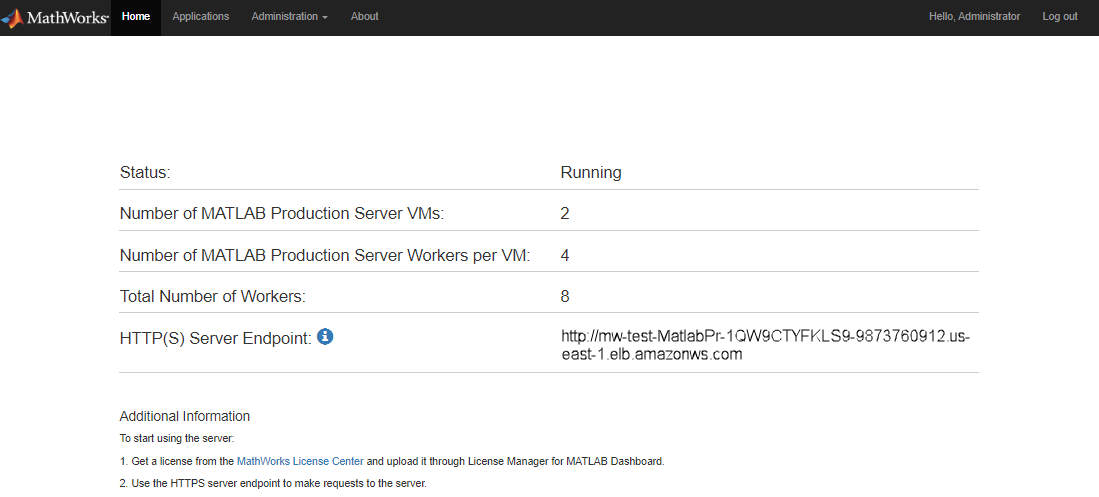 MathWorks® Home Applications Administration About Hello, Administrator Log out
Status: Running
Number of MATLAB Production Server VMs: 2
Number of MATLAB Production Server Workers per VM: 4
Total Number of Workers: 8
HTTP(S) Server Endpoint: http://mw-test-MatlabPr-1QW9CTYFKLS9-9873760912.us-
east-1.elb.amazonws.com
Additional Information
To start using the server:
1. Get a license from the MathWorks License Center and upload it through License Manager for MATLAB Dashboard.
2. Use the HTTPS server endpoint to make requests to the server.